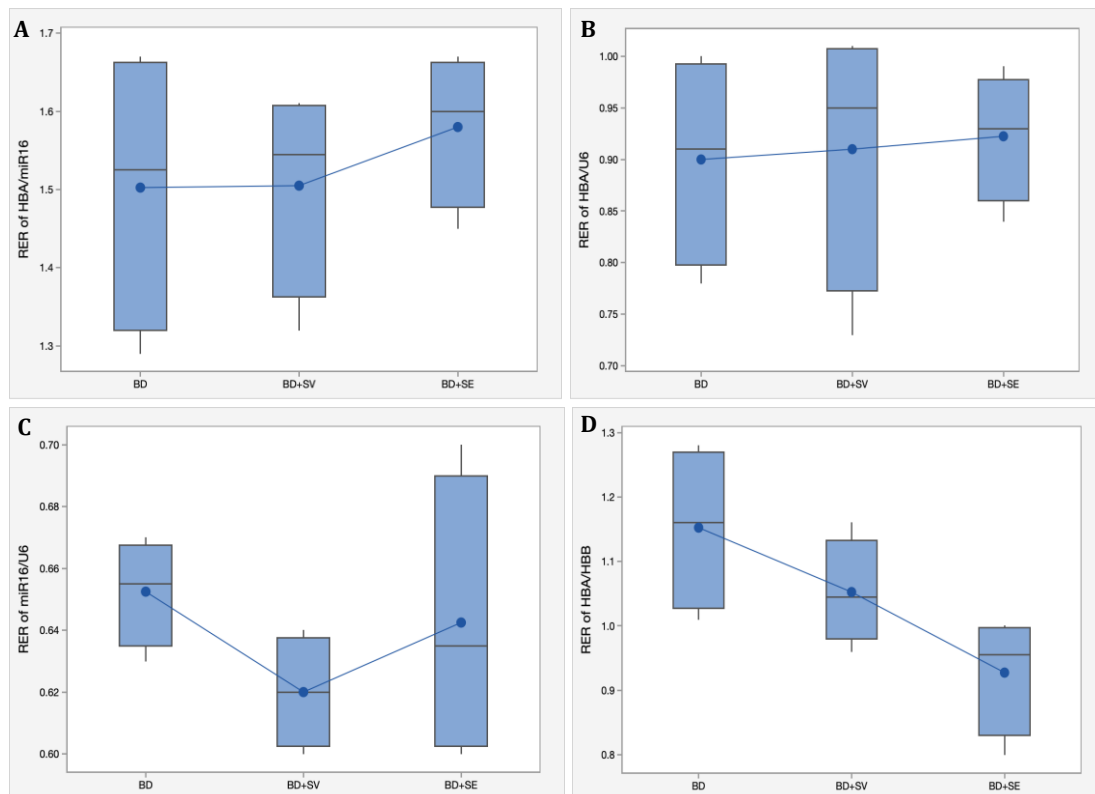 A
RER of HBA/miR16
1.7
1.6
1.5
1.4
1.3
BD
BD+SV
BD+SE
B
RER of HBA/U6
1.00
0.95
0.90
0.85
0.80
0.75
0.70
BD
BD+SV
BD+SE
C
RER of miR16/U6
0.70
0.68
0.66
0.64
0.62
0.60
BD
BD+SV
BD+SE
D
RER of HBA/HBB
1.3
1.2
1.1
1.0
0.9
0.8
BD
BD+SV
BD+SE